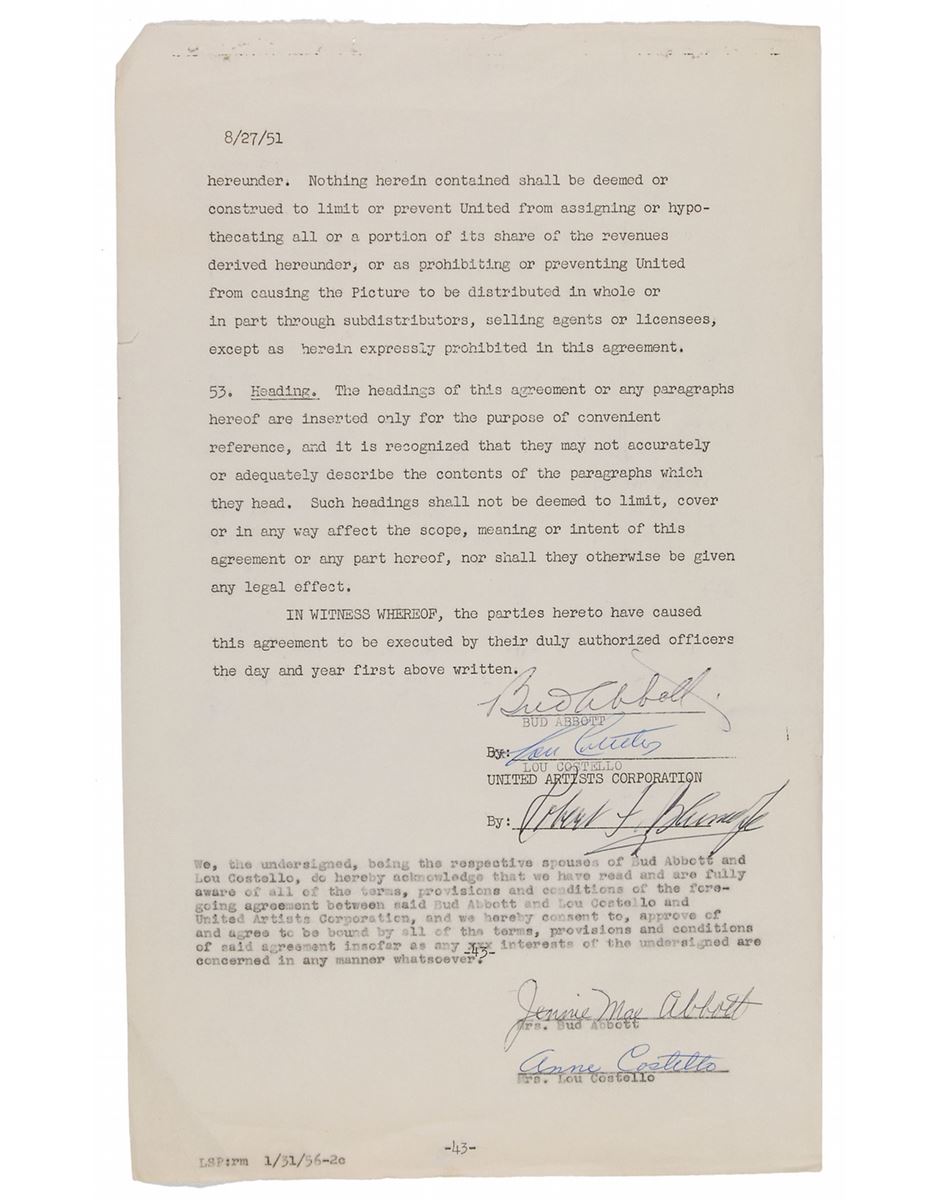 8/27/51
hereunder. Nothing herein contained shall be deemed or
construed to limit or prevent United from assigning or hypo-
thecating all or a portion of its share of the revenues
derived hereunder, or as prohibiting or preventing United
from causing the Picture to be distributed in whole or
in part through subdistributors, selling agents or licensees,
except as herein expressly prohibited in this agreement.
53. Heading. The headings of this agreement or any paragraphs
hereof are inserted only for the purpose of convenient
reference, and it is recognized that they may not accurately
or adequately describe the contents of the paragraphs which
they head. Such headings shall not be deemed to limit, cover
or in any way affect the scope, meaning or intent of this
agreement or any part hereof, nor shall they otherwise be given
any legal effect.
IN WITNESS WHEREOF, the parties hereto have caused
this agreement to be executed by their duly authorized officers
the day and year first above written.
Bud Abbott
BUD ABBOTT
By: Lou Costello
LOU COSTELLO
UNITED ARTISTS CORPORATION
By: Robert F.
We, the undersigned, being the respective spouses of Bud Abbott and
Lou Costello, do hereby acknowledge that we have read and are fully
aware of all of the terms, provisions and conditions of the fore-
going agreement between said Bud Abbott and Lou Costello and
United Artists Corporation, and we hereby consent to, approve of
and agree to be bound by all of the terms, provisions and conditions
of said agreement insofar as any xxx interests of the undersigned are
concerned in any manner whatsoever.
-43-
Jennie Mae Abbott
Mrs. Bud Abbott
Anne Costello
Mrs. Lou Costello
-43-
LSP:rm 1/31/56-2c